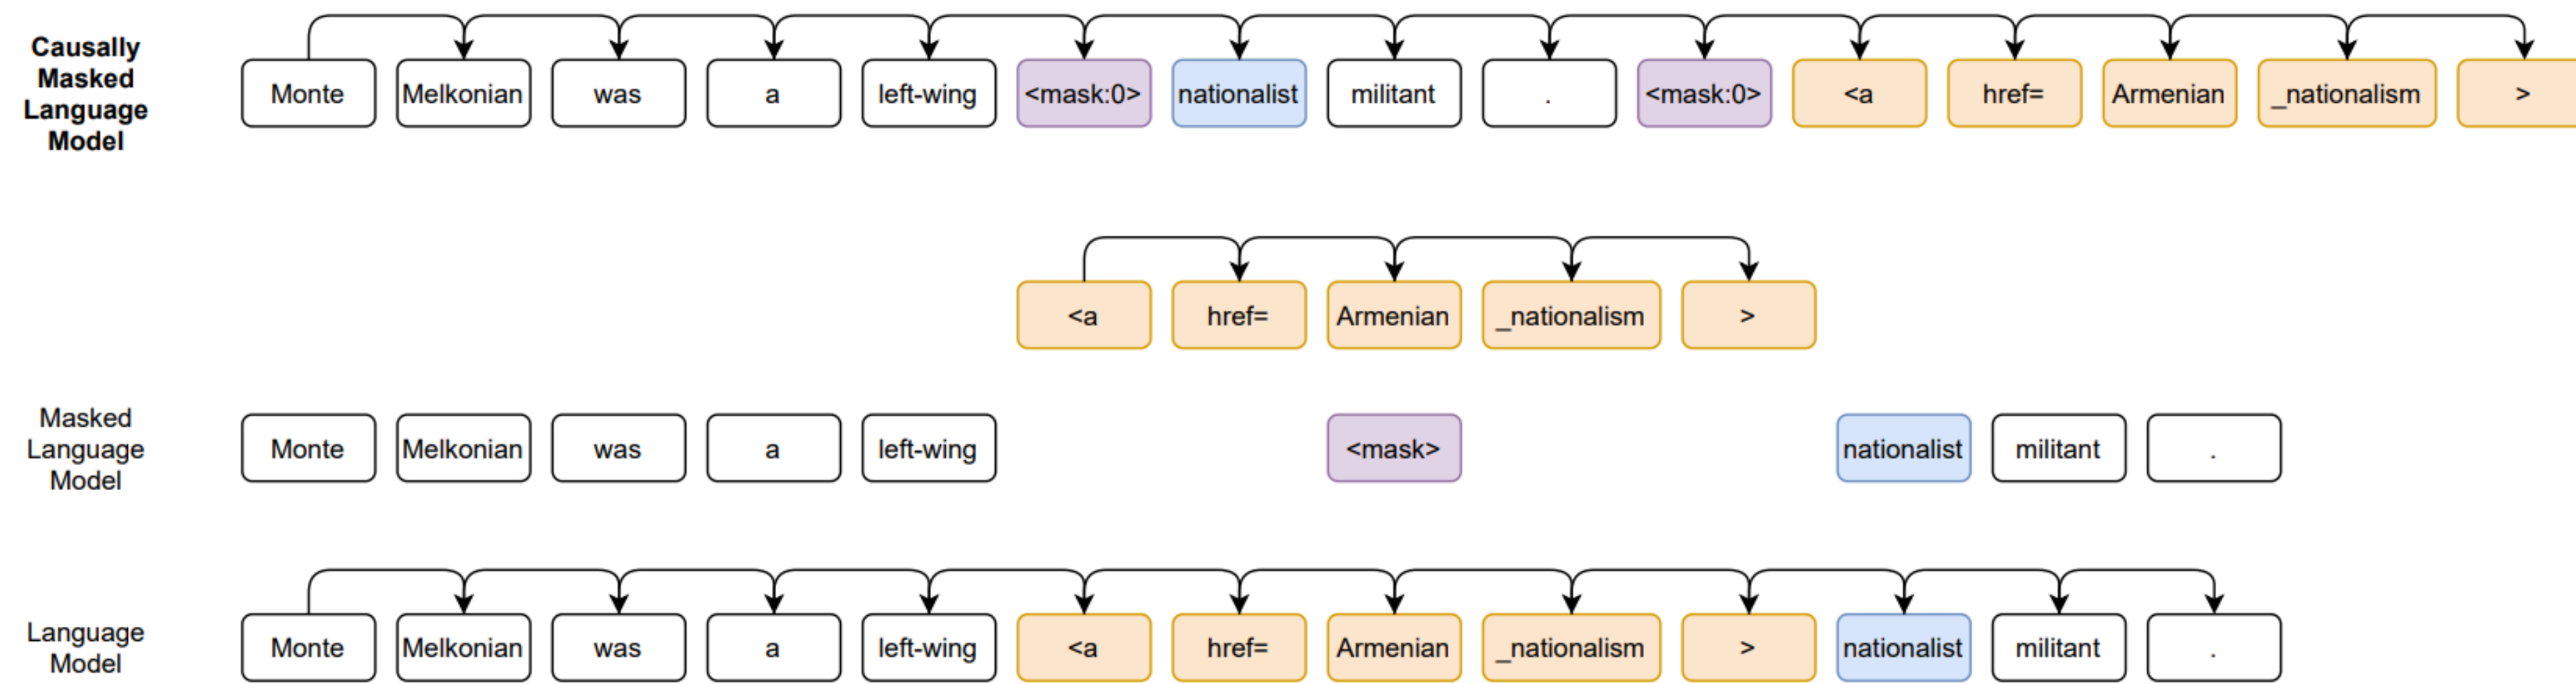 Causally
Masked
Language
Model
Monte Melkonian was a left-wing <mask:0> nationalist militant . <mask:0> <a href= Armenian _nationalism >
<a href= Armenian _nationalism >
Masked
Language
Model
Monte Melkonian was a left-wing <mask> nationalist militant .
Language
Model
Monte Melkonian was a left-wing <a href= Armenian _nationalism > nationalist militant .